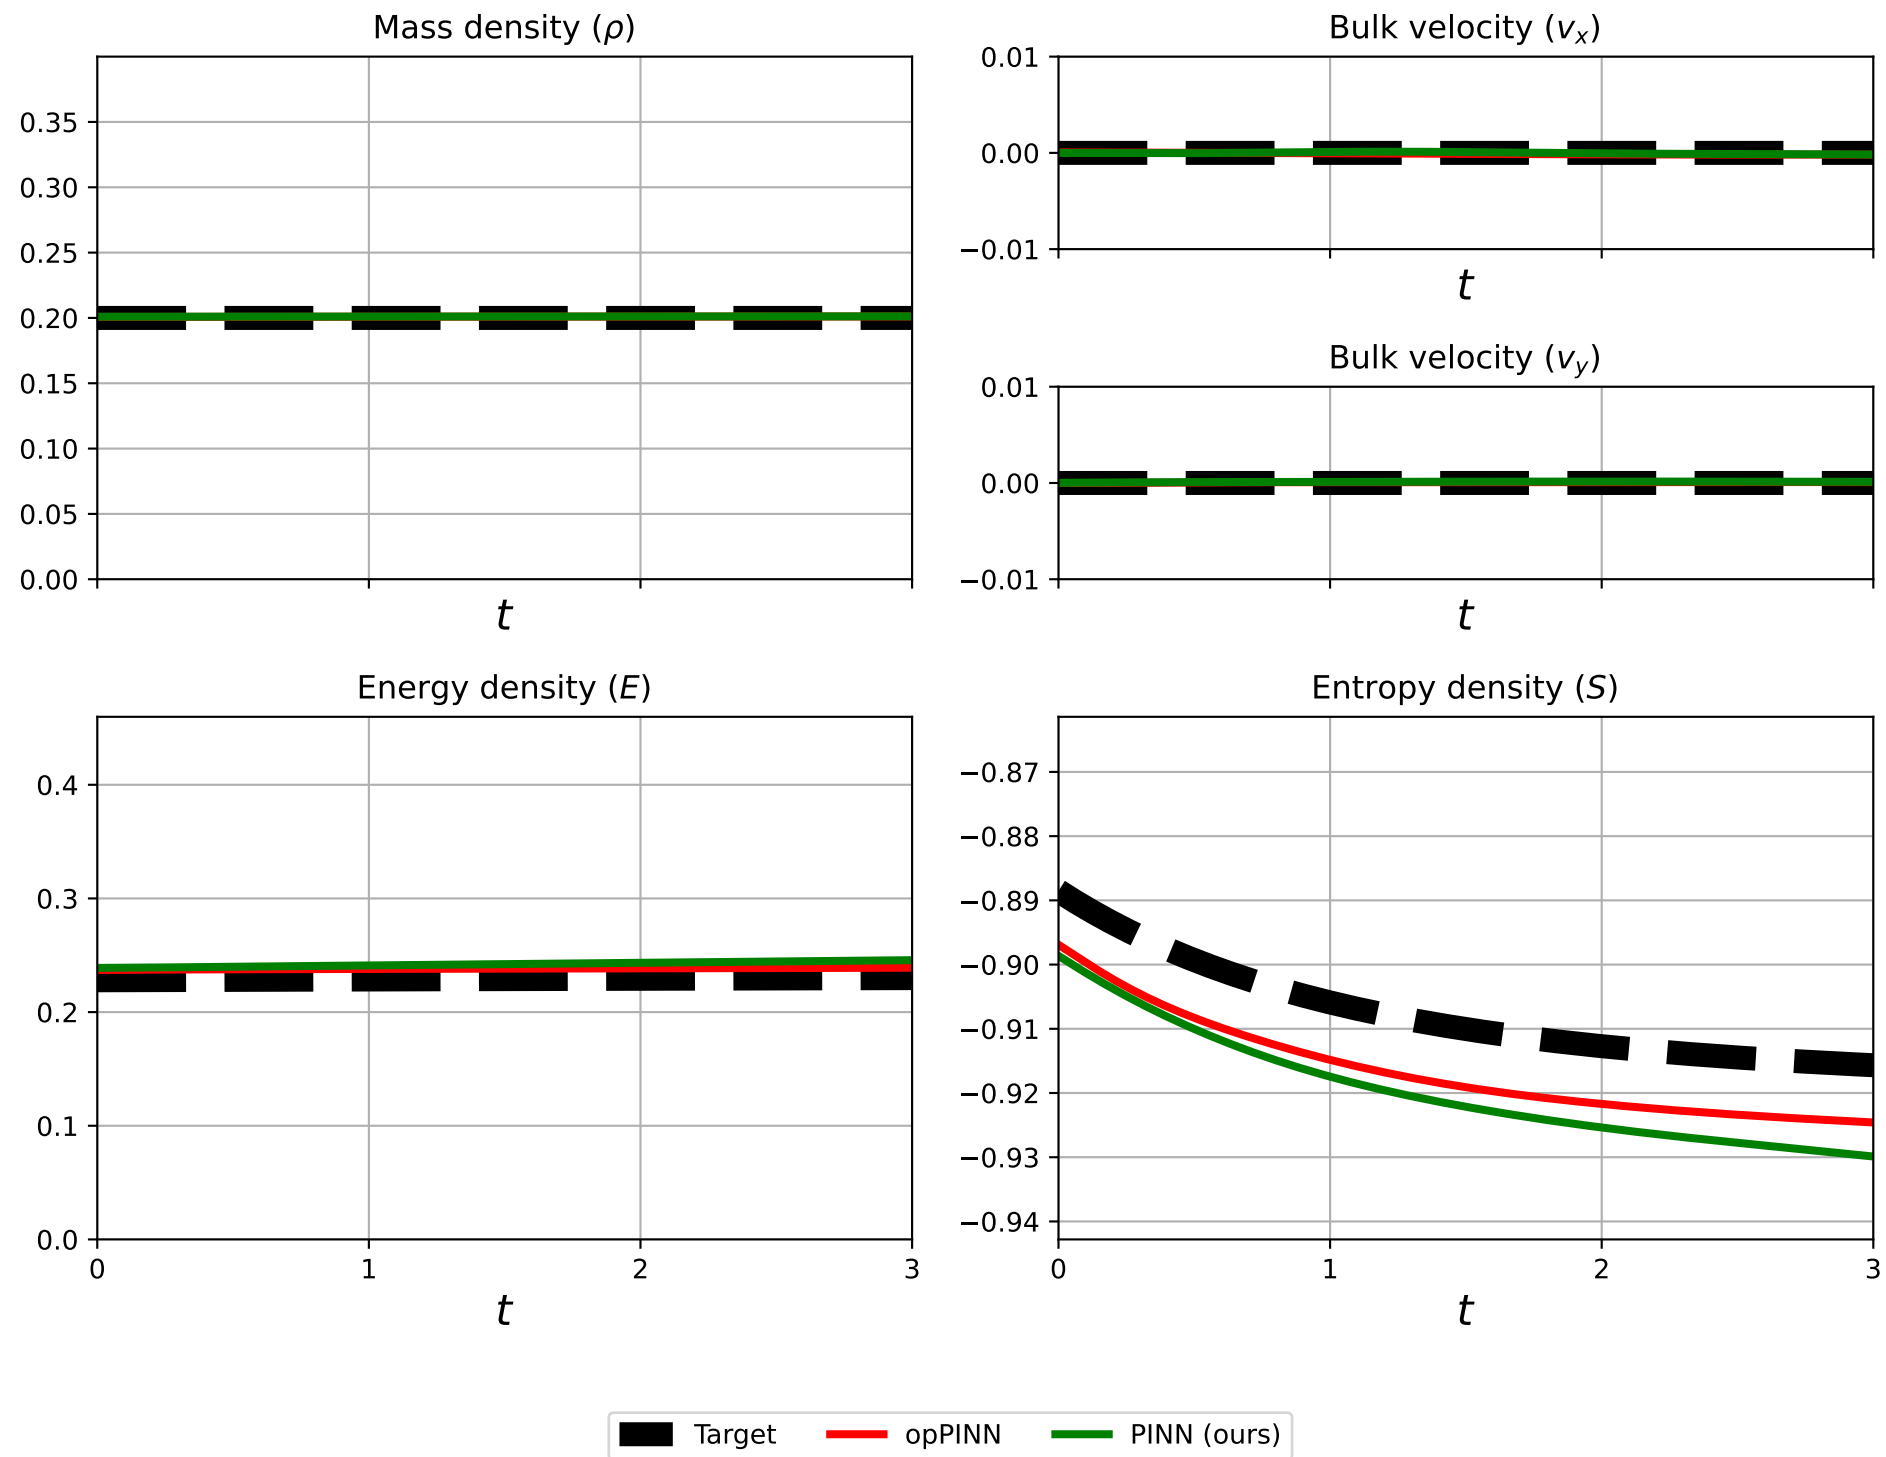 Mass density (ρ)
0.35
0.30
0.25
0.20
0.15
0.10
0.05
0.00
t
Bulk velocity (vₓ)
0.01
0.00
−0.01
t
Bulk velocity (v_y)
0.01
0.00
−0.01
t
Energy density (E)
0.4
0.3
0.2
0.1
0.0
0 1 2 3
t
Entropy density (S)
−0.87
−0.88
−0.89
−0.90
−0.91
−0.92
−0.93
−0.94
0 1 2 3
t
Target opPINN PINN (ours)